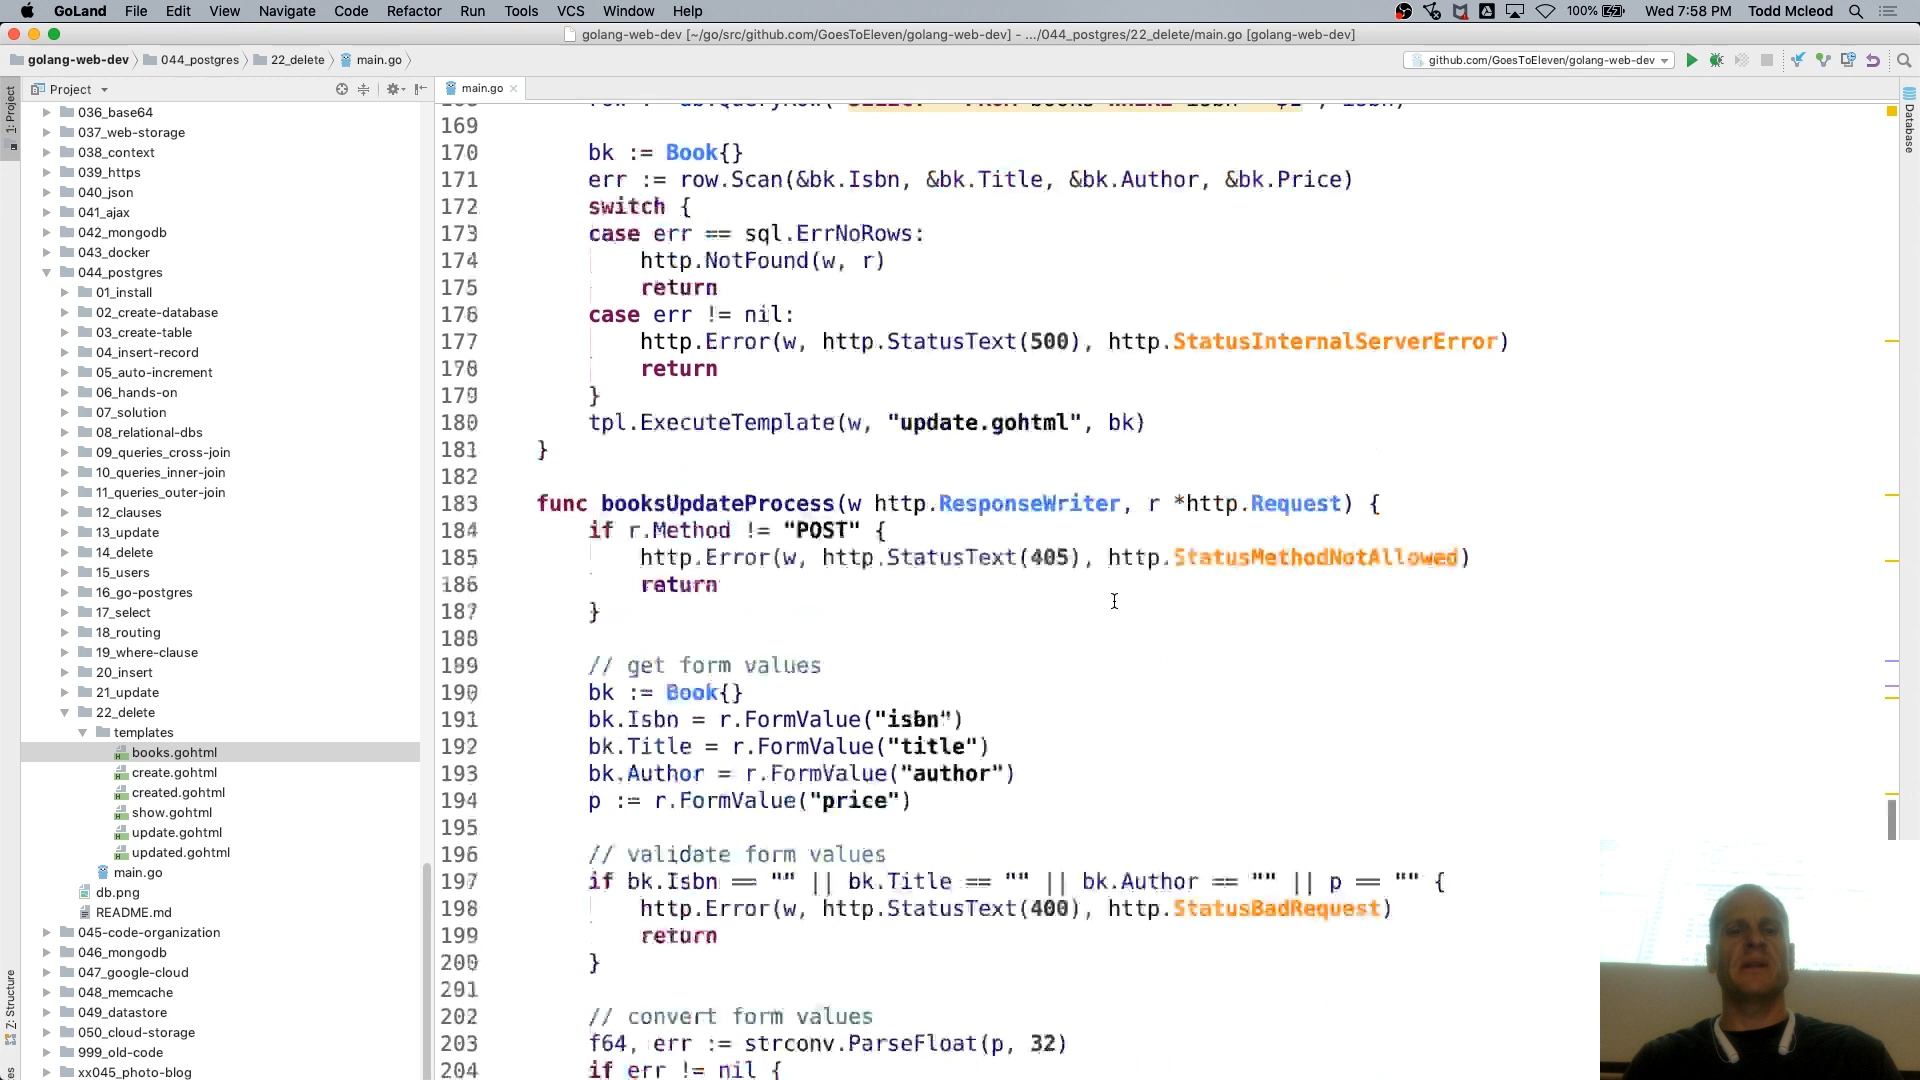 GoLand File Edit View Navigate Code Refactor Run Tools VCS Window Help 100% Wed 7:58 PM Todd Mcleod
golang-web-dev [~/go/src/github.com/GoesToEleven/golang-web-dev] - .../044_postgres/22_delete/main.go [golang-web-dev]
golang-web-dev 044_postgres 22_delete main.go github.com/GoesToEleven/golang-web-dev
Project main.go
1: Project
Database
Z: Structure
036_base64
037_web-storage
038_context
039_https
040_json
041_ajax
042_mongodb
043_docker
044_postgres
01_install
02_create-database
03_create-table
04_insert-record
05_auto-increment
06_hands-on
07_solution
08_relational-dbs
09_queries_cross-join
10_queries_inner-join
11_queries_outer-join
12_clauses
13_update
14_delete
15_users
16_go-postgres
17_select
18_routing
19_where-clause
20_insert
21_update
22_delete
templates
books.gohtml
create.gohtml
created.gohtml
show.gohtml
update.gohtml
updated.gohtml
main.go
db.png
README.md
045-code-organization
046_mongodb
047_google-cloud
048_memcache
049_datastore
050_cloud-storage
999_old-code
xx045_photo-blog
169
170 bk := Book{}
171 err := row.Scan(&bk.Isbn, &bk.Title, &bk.Author, &bk.Price)
172 switch {
173 case err == sql.ErrNoRows:
174 http.NotFound(w, r)
175 return
176 case err != nil:
177 http.Error(w, http.StatusText(500), http.StatusInternalServerError)
178 return
179 }
180 tpl.ExecuteTemplate(w, "update.gohtml", bk)
181 }
182
183 func booksUpdateProcess(w http.ResponseWriter, r *http.Request) {
184 if r.Method != "POST" {
185 http.Error(w, http.StatusText(405), http.StatusMethodNotAllowed)
186 return
187 }
188
189 // get form values
190 bk := Book{}
191 bk.Isbn = r.FormValue("isbn")
192 bk.Title = r.FormValue("title")
193 bk.Author = r.FormValue("author")
194 p := r.FormValue("price")
195
196 // validate form values
197 if bk.Isbn == "" || bk.Title == "" || bk.Author == "" || p == "" {
198 http.Error(w, http.StatusText(400), http.StatusBadRequest)
199 return
200 }
201
202 // convert form values
203 f64, err := strconv.ParseFloat(p, 32)
204 if err != nil {